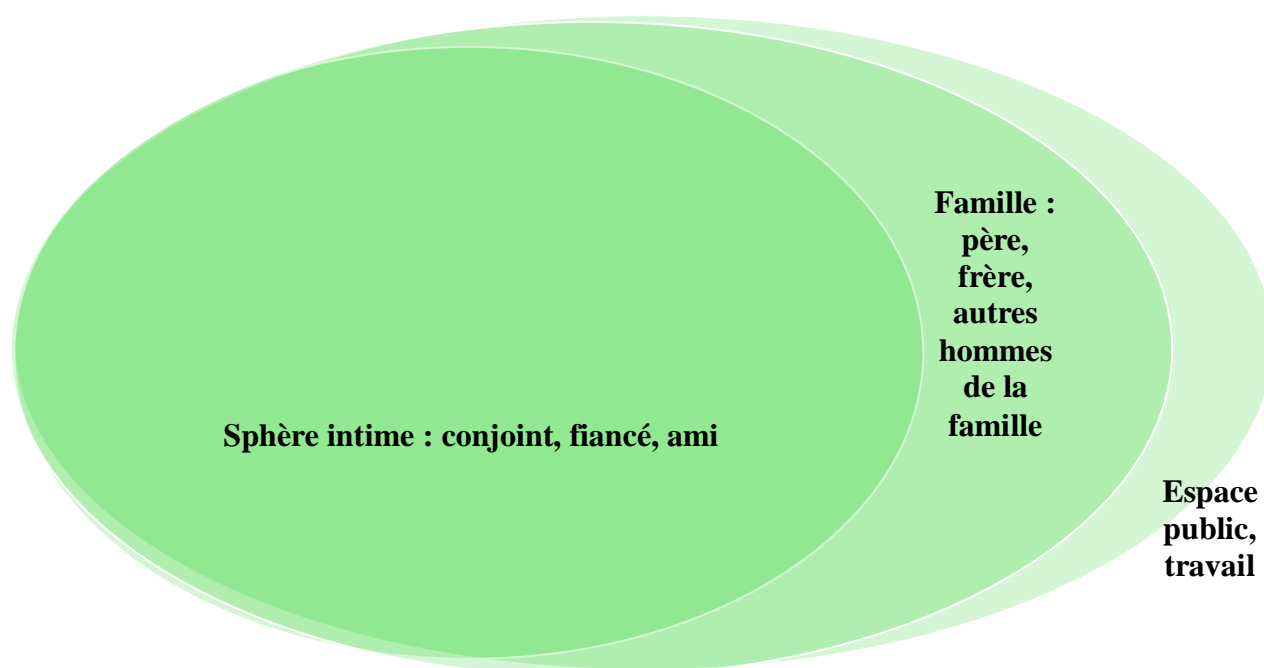 Famille :
père,
frère,
autres
hommes
de la
famille
Sphère intime : conjoint, fiancé, ami
Espace
public,
travail